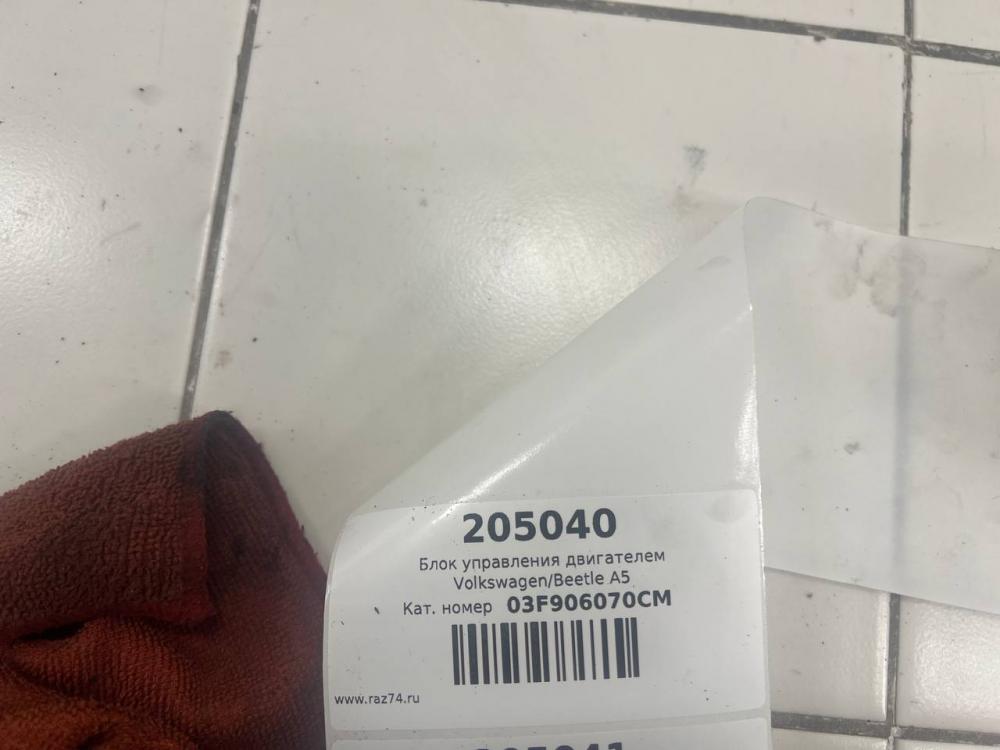 205040
Блок управления двигателем
Volkswagen/Beetle A5
Кат. номер 03F906070CM
www.raz74.ru